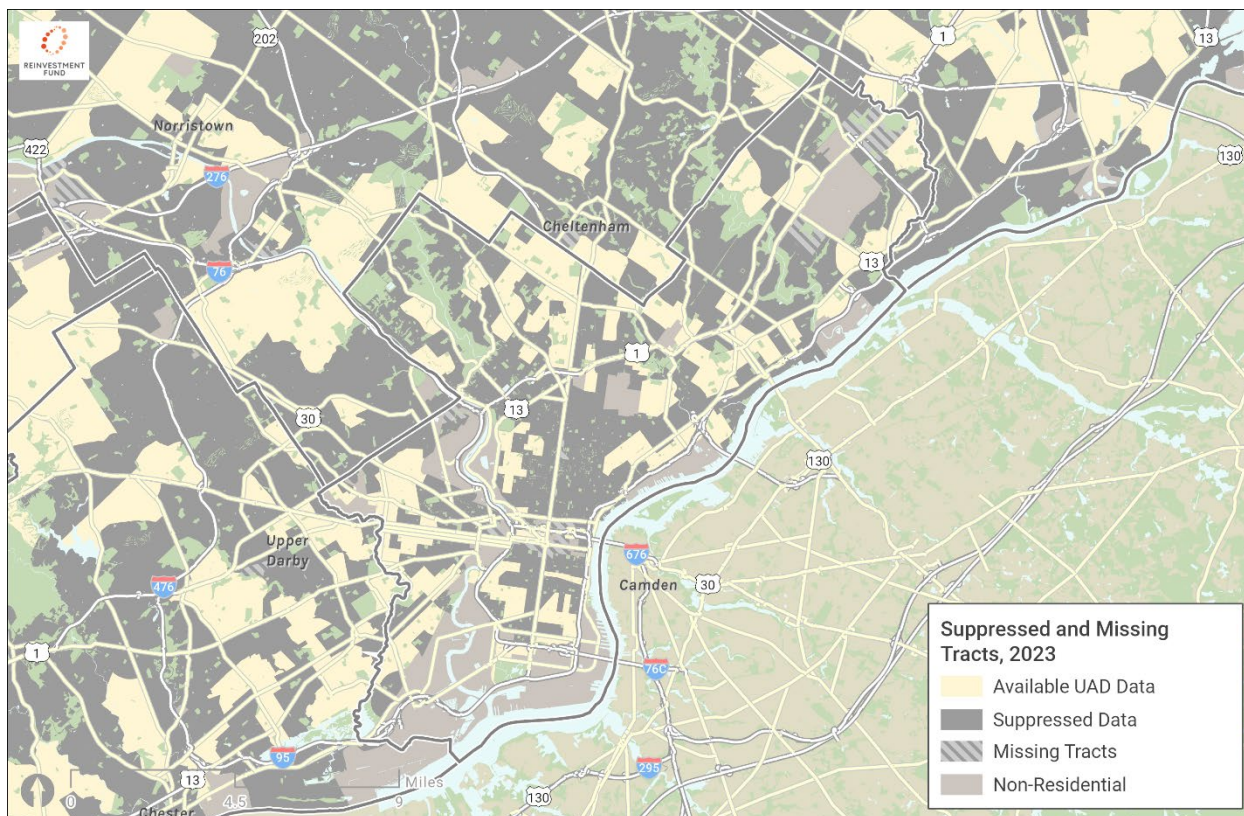 REINVESTMENT
FUND
202
1
13
Norristown
422
130
276
Cheltenham
76
13
1
30
13
130
Upper
Darby
676
476
Camden
30
1
76C
95
295
13
Miles
0
4.5
9
130
Chester
Suppressed and Missing
Tracts, 2023
Available UAD Data
Suppressed Data
Missing Tracts
Non-Residential